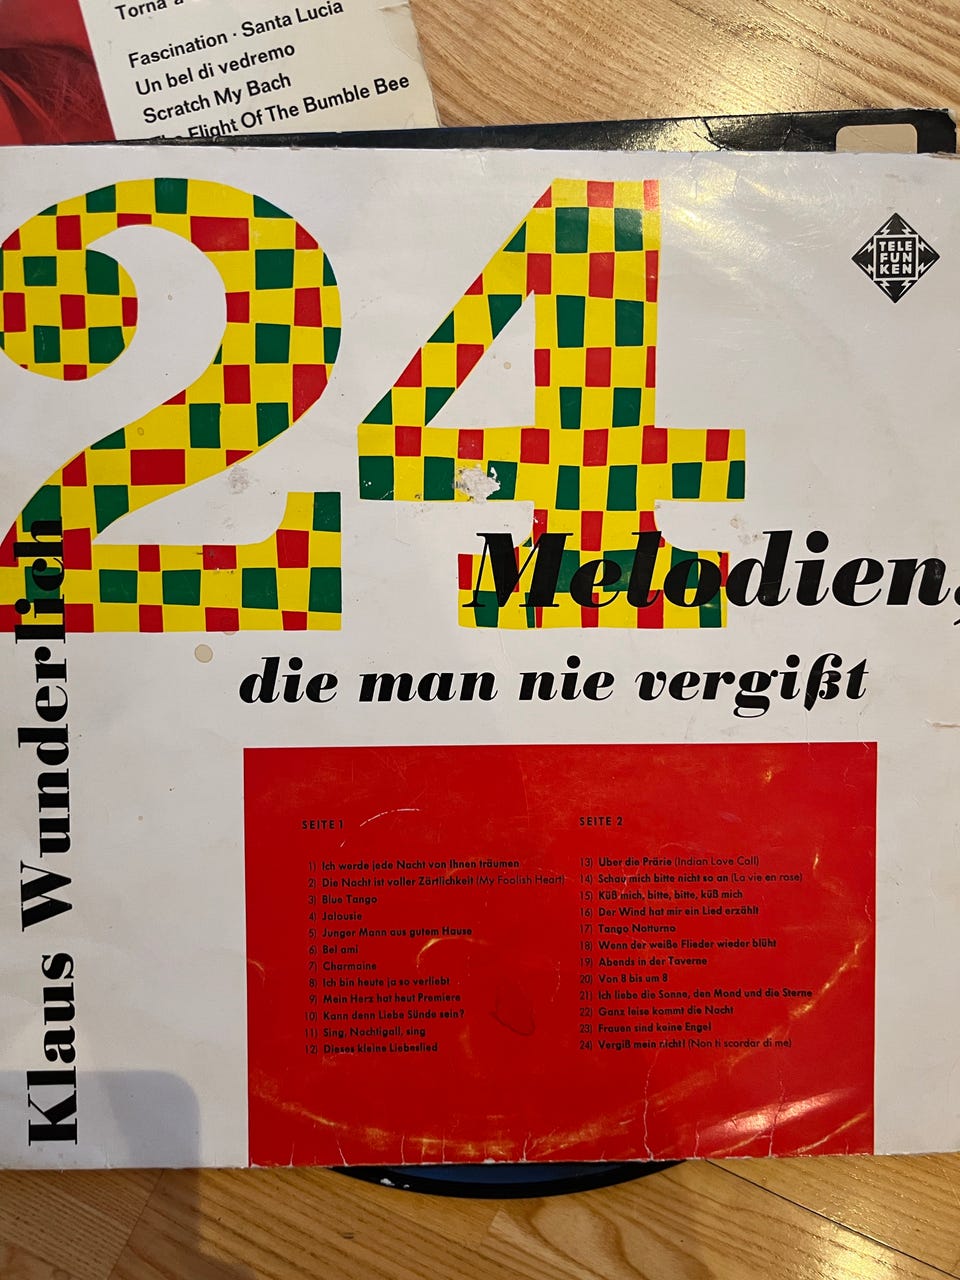 Torna a
Fascination · Santa Lucia
Un bel di vedremo
Scratch My Bach
The Flight Of The Bumble Bee
24
TELE
FUN
KEN
Melodien,
die man nie vergißt
Klaus Wunderlich
SEITE 1
1) Ich werde jede Nacht von Ihnen träumen
2) Die Nacht ist voller Zärtlichkeit (My Foolish Heart)
3) Blue Tango
4) Jalousie
5) Junger Mann aus gutem Hause
6) Bel ami
7) Charmaine
8) Ich bin heute ja so verliebt
9) Mein Herz hat heut Premiere
10) Kann denn Liebe Sünde sein?
11) Sing, Nachtigall, sing
12) Dieses kleine Liebeslied
SEITE 2
13) Über die Prärie (Indian Love Call)
14) Schau mich bitte nicht so an (La vie en rose)
15) Küß mich, bitte, bitte, küß mich
16) Der Wind hat mir ein Lied erzählt
17) Tango Notturno
18) Wenn der weiße Flieder wieder blüht
19) Abends in der Taverne
20) Von 8 bis um 8
21) Ich liebe die Sonne, den Mond und die Sterne
22) Ganz leise kommt die Nacht
23) Frauen sind keine Engel
24) Vergiß mein nicht! (Non ti scordar di me)